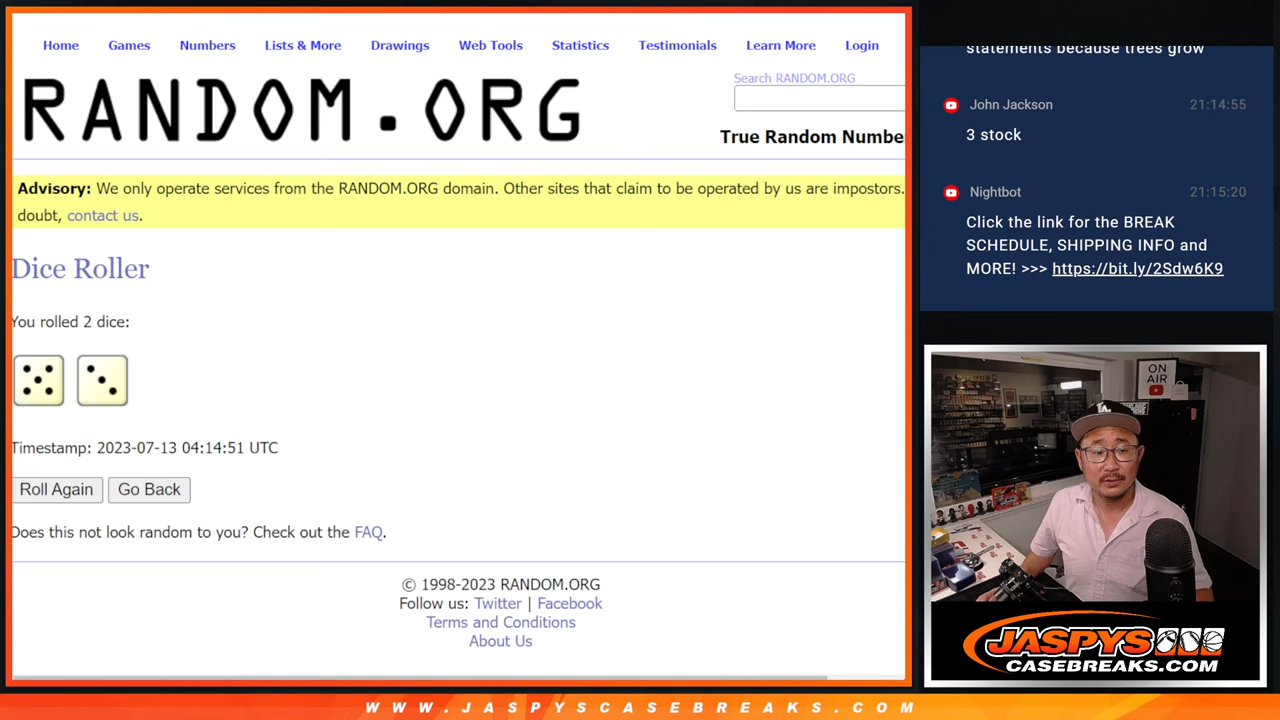 Home Games Numbers Lists & More Drawings Web Tools Statistics Testimonials Learn More Login
RANDOM.ORG
Search RANDOM.ORG
True Random Numbe
Advisory: We only operate services from the RANDOM.ORG domain. Other sites that claim to be operated by us are impostors.
doubt, contact us.
Dice Roller
You rolled 2 dice:
Timestamp: 2023-07-13 04:14:51 UTC
Roll Again Go Back
Does this not look random to you? Check out the FAQ.
© 1998-2023 RANDOM.ORG
Follow us: Twitter | Facebook
Terms and Conditions
About Us
statements because trees grow
John Jackson 21:14:55
3 stock
Nightbot 21:15:20
Click the link for the BREAK
SCHEDULE, SHIPPING INFO and
MORE! >>> https://bit.ly/2Sdw6K9
ON
AIR
LA
JASPYS
CASEBREAKS.COM
WWW.JASPYSCASEBREAKS.COM